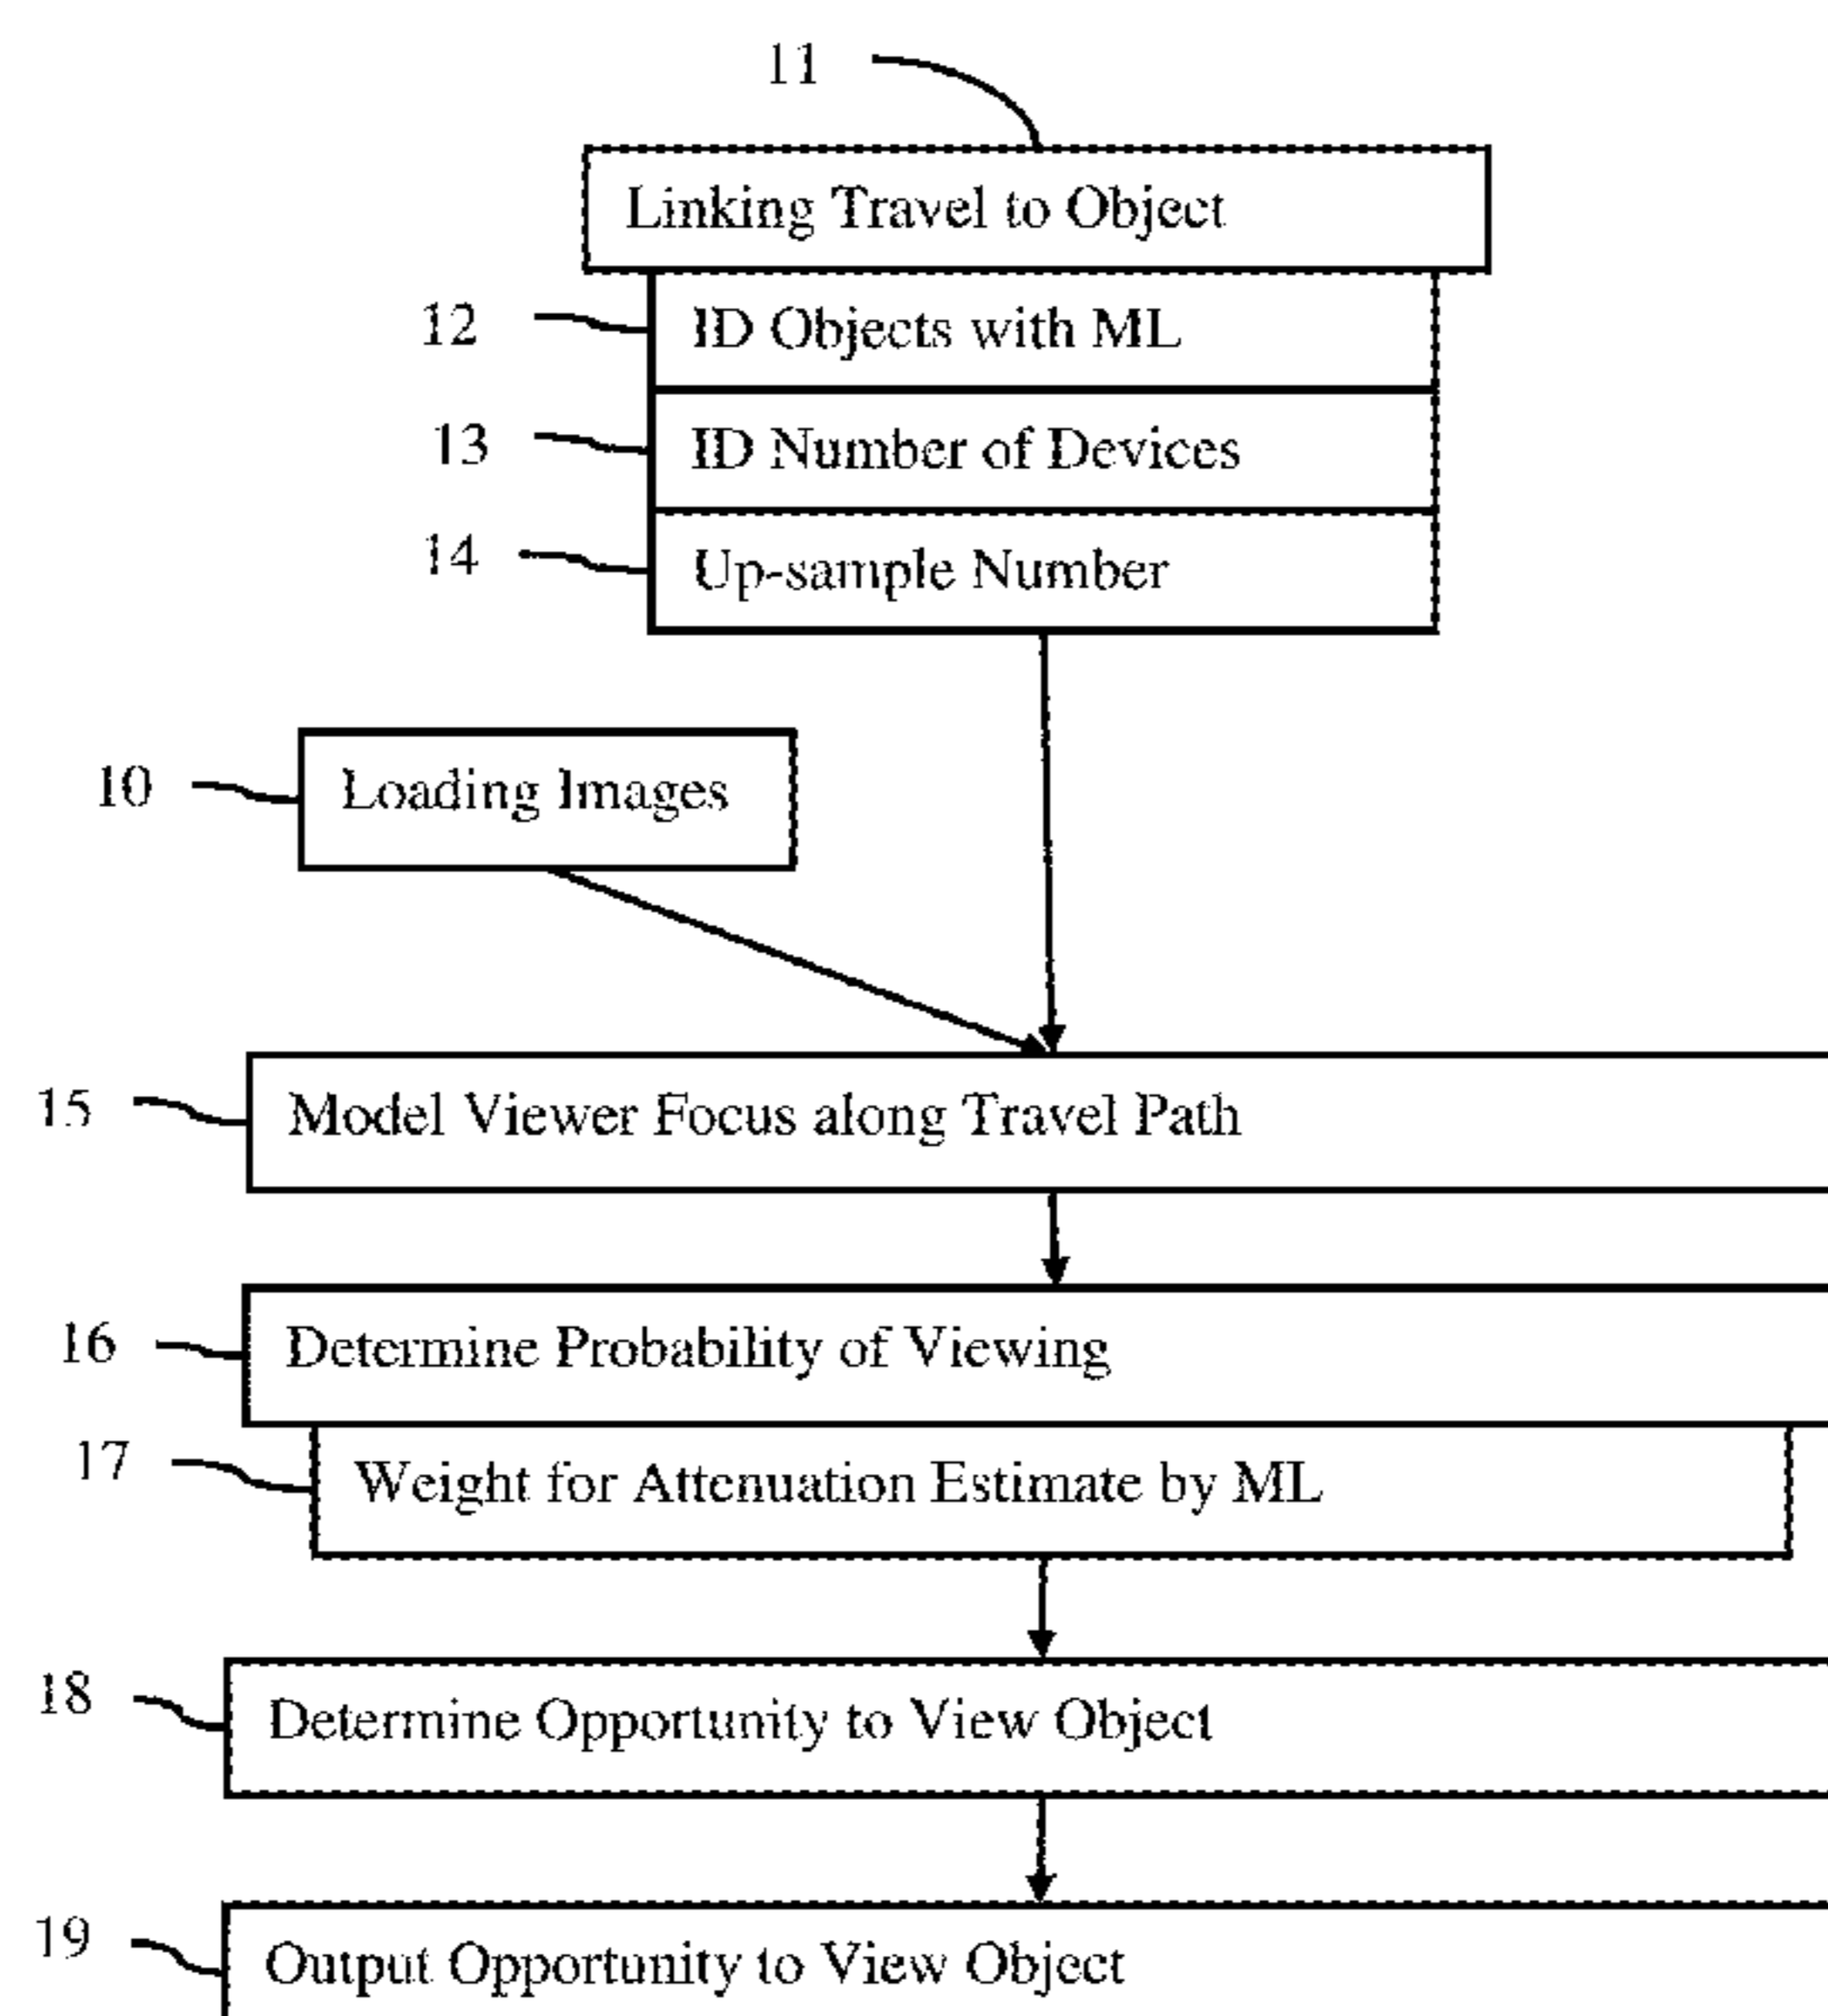 11
Linking Travel to Object
12
ID Objects with ML
13
ID Number of Devices
14
Up-sample Number
10
Loading Images
15
Model Viewer Focus along Travel Path
16
Determine Probability of Viewing
17
Weight for Attenuation Estimate by ML
18
Determine Opportunity to View Object
19
Output Opportunity to View Object